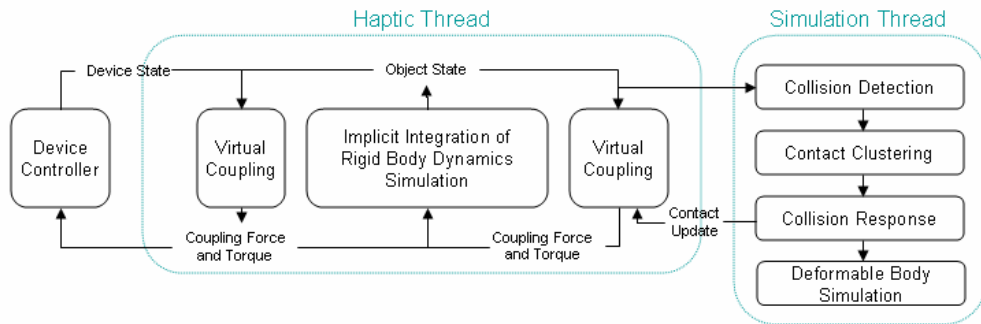 Haptic Thread
Simulation Thread
Device State
Object State
Device
Controller
Virtual
Coupling
Implicit Integration of
Rigid Body Dynamics
Simulation
Virtual
Coupling
Coupling Force
and Torque
Coupling Force
and Torque
Contact
Update
Collision Detection
Contact Clustering
Collision Response
Deformable Body
Simulation